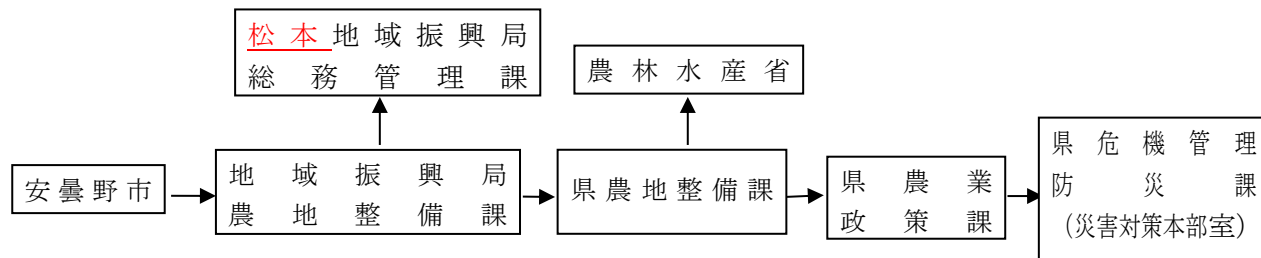 松本地域振興局
総務管理課
農林水産省
安曇野市
地域振興局
農地整備課
県農地整備課
県農業
政策課
県危機管理
防災課
(災害対策本部室)